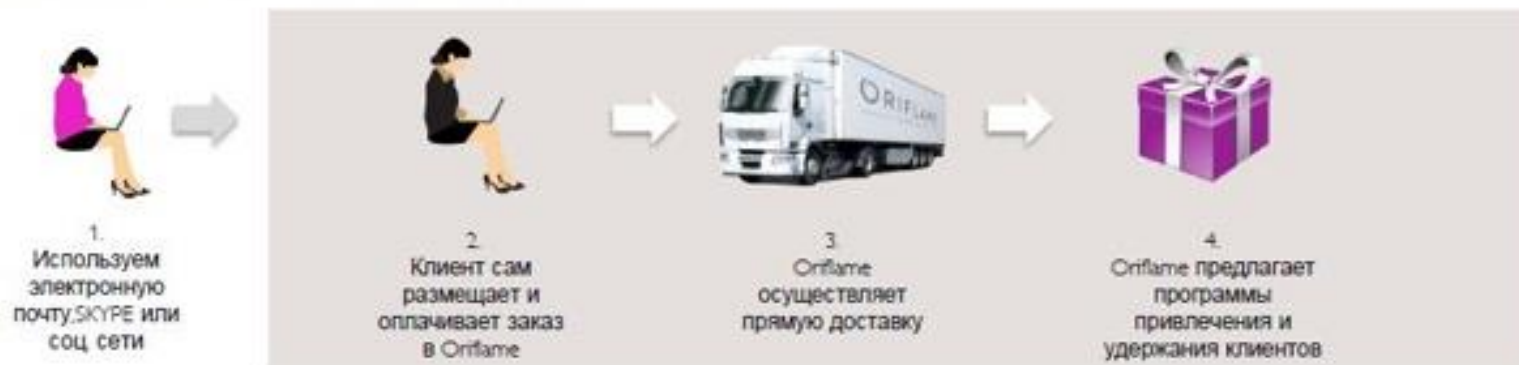 ORIFLAME
1.
Используем
электронную
почту,SKYPE или
соц. сети
2.
Клиент сам
размещает и
оплачивает заказ
в Oriflame
3.
Oriflame
осуществляет
прямую доставку
4.
Oriflame предлагает
программы
привлечения и
удержания клиентов